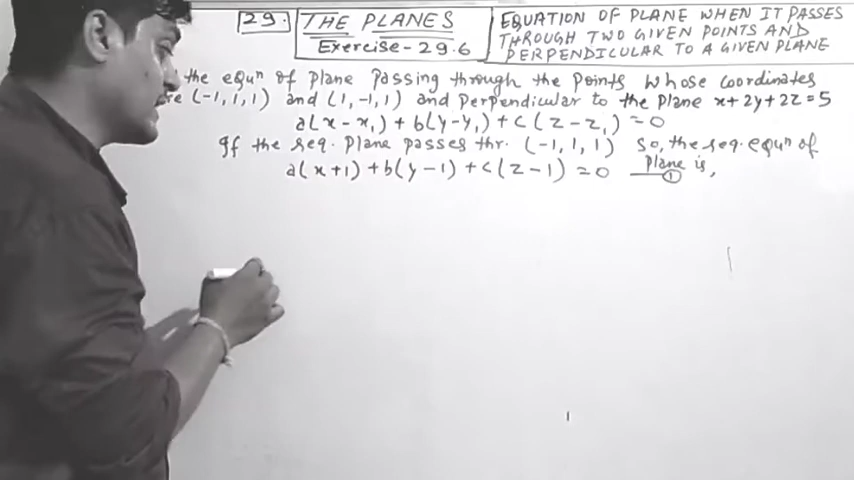 29.
THE PLANES
Exercise-29.6
EQUATION OF PLANE WHEN IT PASSES
THROUGH TWO GIVEN POINTS AND
PERPENDICULAR TO A GIVEN PLANE
the equⁿ of plane passing through the points whose coordinates
(-1,1,1) and (1,-1,1) and perpendicular to the plane x+2y+2z=5
a(x-x₁)+b(y-y₁)+c(z-z₁)=0
If the req. plane passes thr. (-1,1,1) So, the req. equⁿ of
plane is,
a(x+1)+b(y-1)+c(z-1)=0 ①